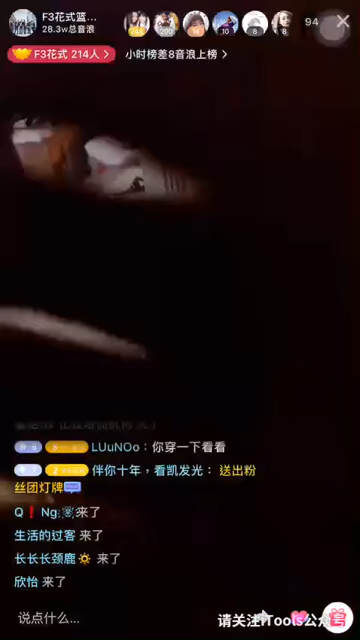 F3花式篮...
28.3w总音浪
94
F3花式 214人 >
小时榜差8音浪上榜 >
200
10
8
8
LUuNOo：你穿一下看看
伴你十年，看凯发光： 送出粉
丝团灯牌
Q❗Ng. 来了
生活的过客 来了
长长长颈鹿🔅 来了
欣怡 来了
说点什么...
请关注iTools公众号